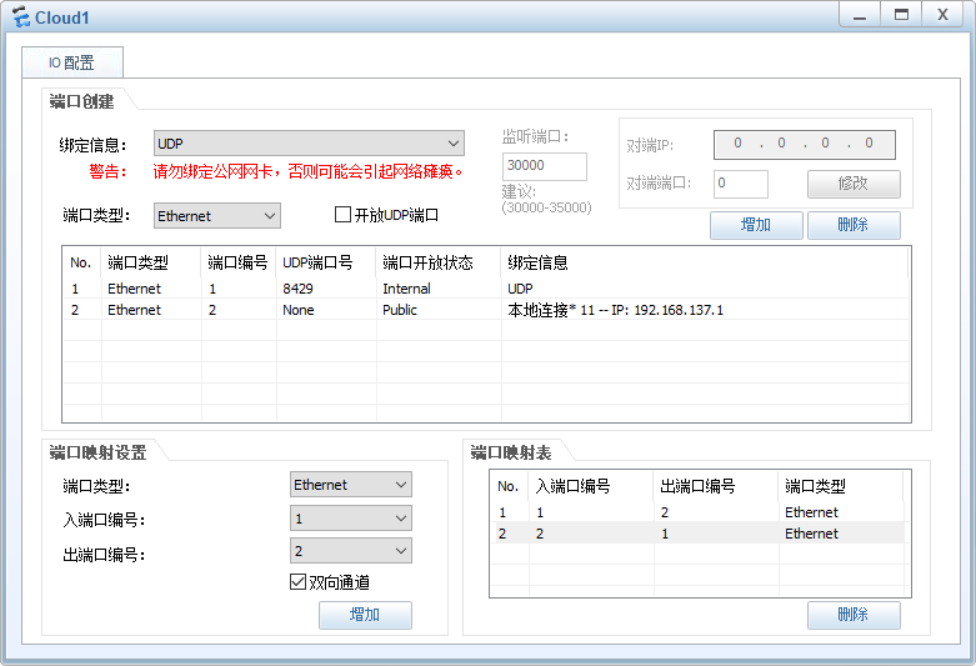 Cloud1
IO 配置
端口创建
绑定信息： UDP
警告： 请勿绑定公网网卡，否则可能会引起网络瘫痪。
端口类型： Ethernet 开放UDP端口
监听端口：
30000
建议:
(30000-35000)
对端IP: 0 . 0 . 0 . 0
对端端口: 0 修改
增加 删除
No. 端口类型 端口编号 UDP端口号 端口开放状态 绑定信息
1 Ethernet 1 8429 Internal UDP
2 Ethernet 2 None Public 本地连接* 11 -- IP: 192.168.137.1
端口映射设置
端口类型： Ethernet
入端口编号： 1
出端口编号： 2
双向通道
增加
端口映射表
No. 入端口编号 出端口编号 端口类型
1 1 2 Ethernet
2 2 1 Ethernet
删除